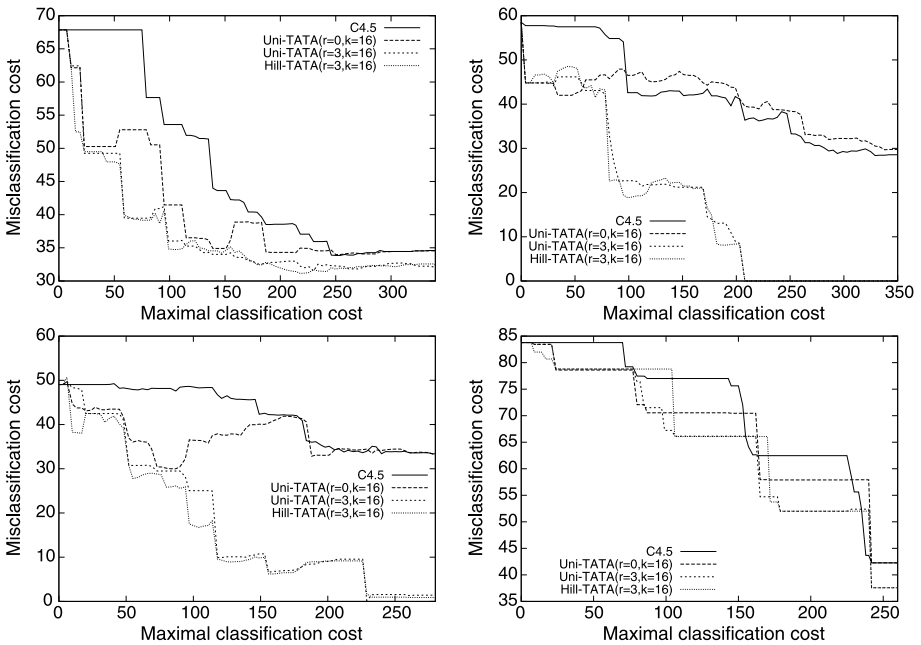 70
65
60
55
50
45
40
35
30
0 50 100 150 200 250 300
Misclassification cost
Maximal classification cost
C4.5
Uni-TATA(r=0,k=16)
Uni-TATA(r=3,k=16)
Hill-TATA(r=3,k=16)
60
50
40
30
20
10
0
0 50 100 150 200 250 300 350
Misclassification cost
Maximal classification cost
C4.5
Uni-TATA(r=0,k=16)
Uni-TATA(r=3,k=16)
Hill-TATA(r=3,k=16)
60
50
40
30
20
10
0
0 50 100 150 200 250
Misclassification cost
Maximal classification cost
C4.5
Uni-TATA(r=0,k=16)
Uni-TATA(r=3,k=16)
Hill-TATA(r=3,k=16)
85
80
75
70
65
60
55
50
45
40
35
0 50 100 150 200 250
Misclassification cost
Maximal classification cost
C4.5
Uni-TATA(r=0,k=16)
Uni-TATA(r=3,k=16)
Hill-TATA(r=3,k=16)